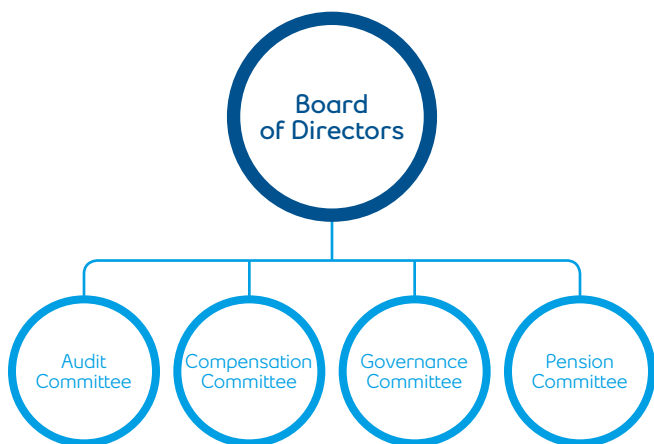 Board
of Directors
Audit
Committee
Compensation
Committee
Governance
Committee
Pension
Committee